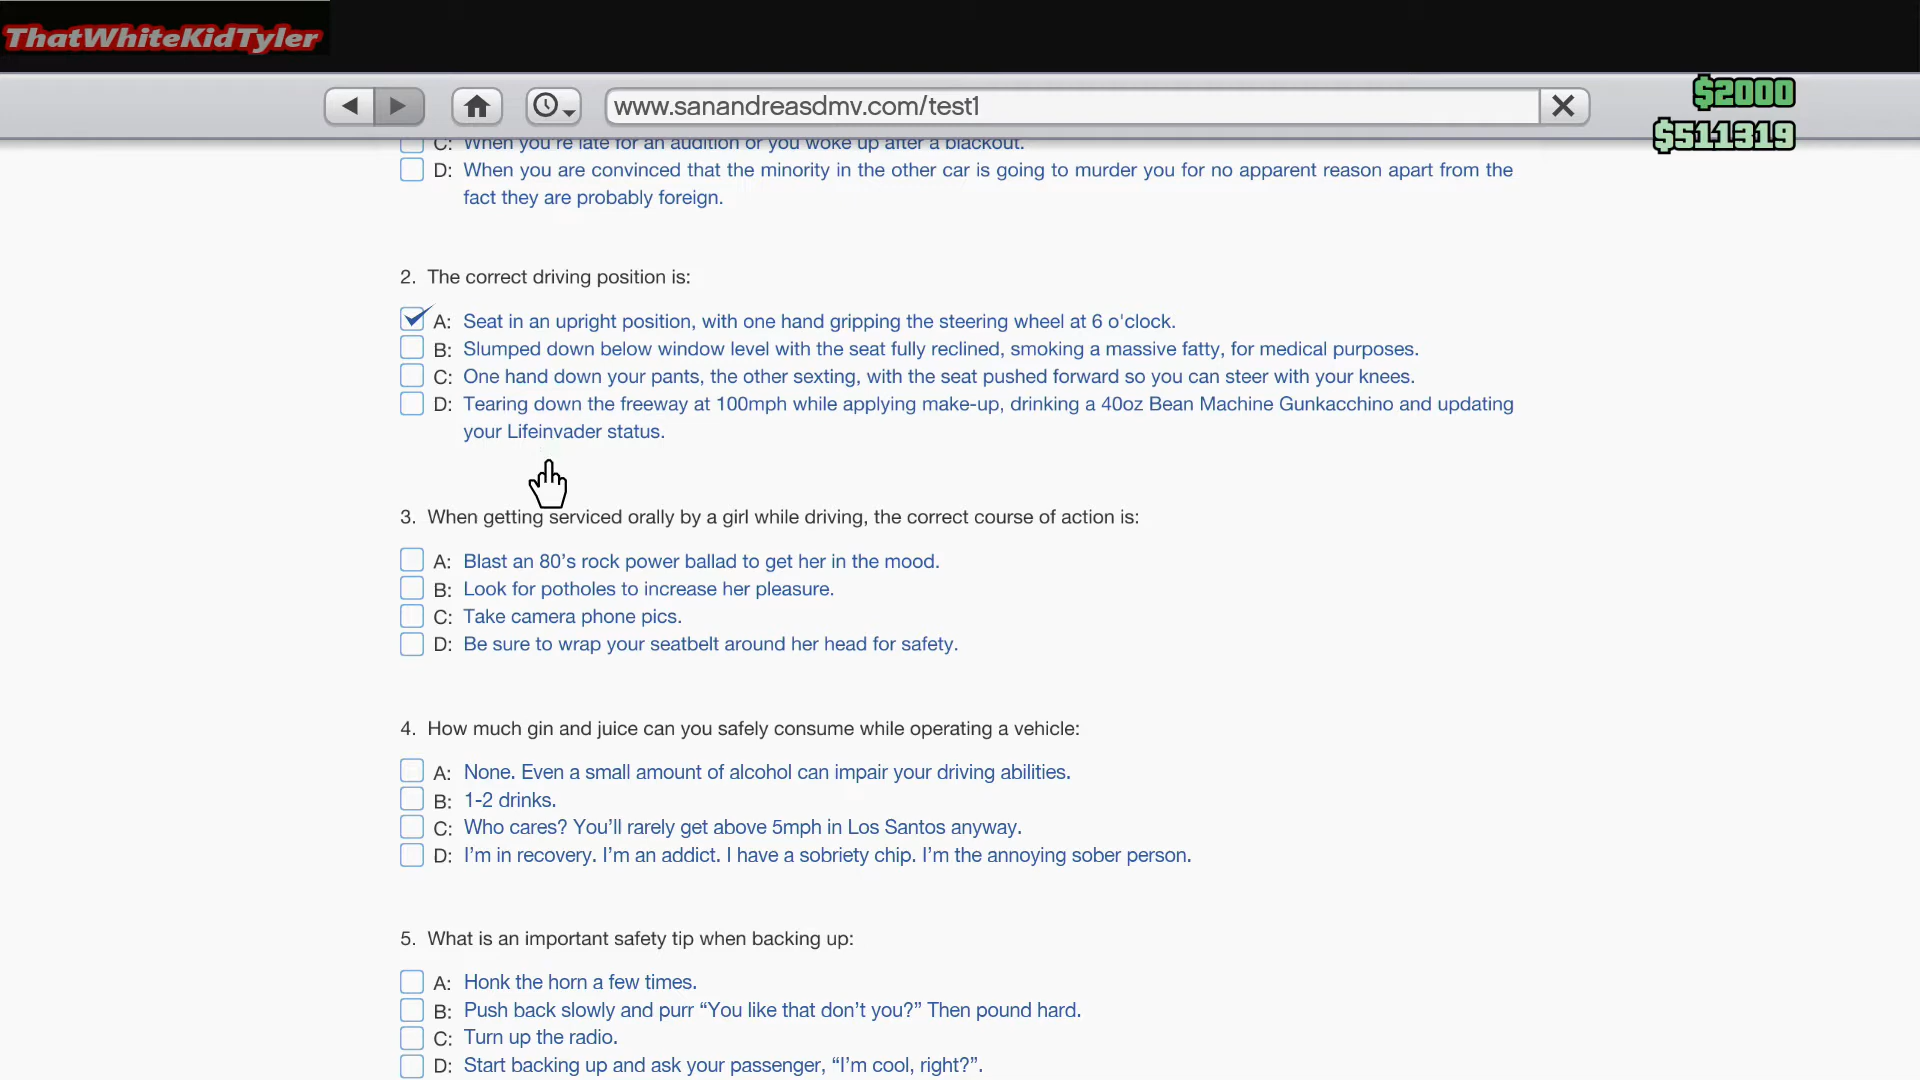 ThatWhiteKidTyler
www.sanandreasdmv.com/test1
$2000
$511319
C: When you're late for an audition or you woke up after a blackout.
D: When you are convinced that the minority in the other car is going to murder you for no apparent reason apart from the
fact they are probably foreign.
2. The correct driving position is:
A: Seat in an upright position, with one hand gripping the steering wheel at 6 o'clock.
B: Slumped down below window level with the seat fully reclined, smoking a massive fatty, for medical purposes.
C: One hand down your pants, the other sexting, with the seat pushed forward so you can steer with your knees.
D: Tearing down the freeway at 100mph while applying make-up, drinking a 40oz Bean Machine Gunkacchino and updating
your Lifeinvader status.
3. When getting serviced orally by a girl while driving, the correct course of action is:
A: Blast an 80’s rock power ballad to get her in the mood.
B: Look for potholes to increase her pleasure.
C: Take camera phone pics.
D: Be sure to wrap your seatbelt around her head for safety.
4. How much gin and juice can you safely consume while operating a vehicle:
A: None. Even a small amount of alcohol can impair your driving abilities.
B: 1-2 drinks.
C: Who cares? You’ll rarely get above 5mph in Los Santos anyway.
D: I’m in recovery. I’m an addict. I have a sobriety chip. I’m the annoying sober person.
5. What is an important safety tip when backing up:
A: Honk the horn a few times.
B: Push back slowly and purr “You like that don’t you?” Then pound hard.
C: Turn up the radio.
D: Start backing up and ask your passenger, “I’m cool, right?”.